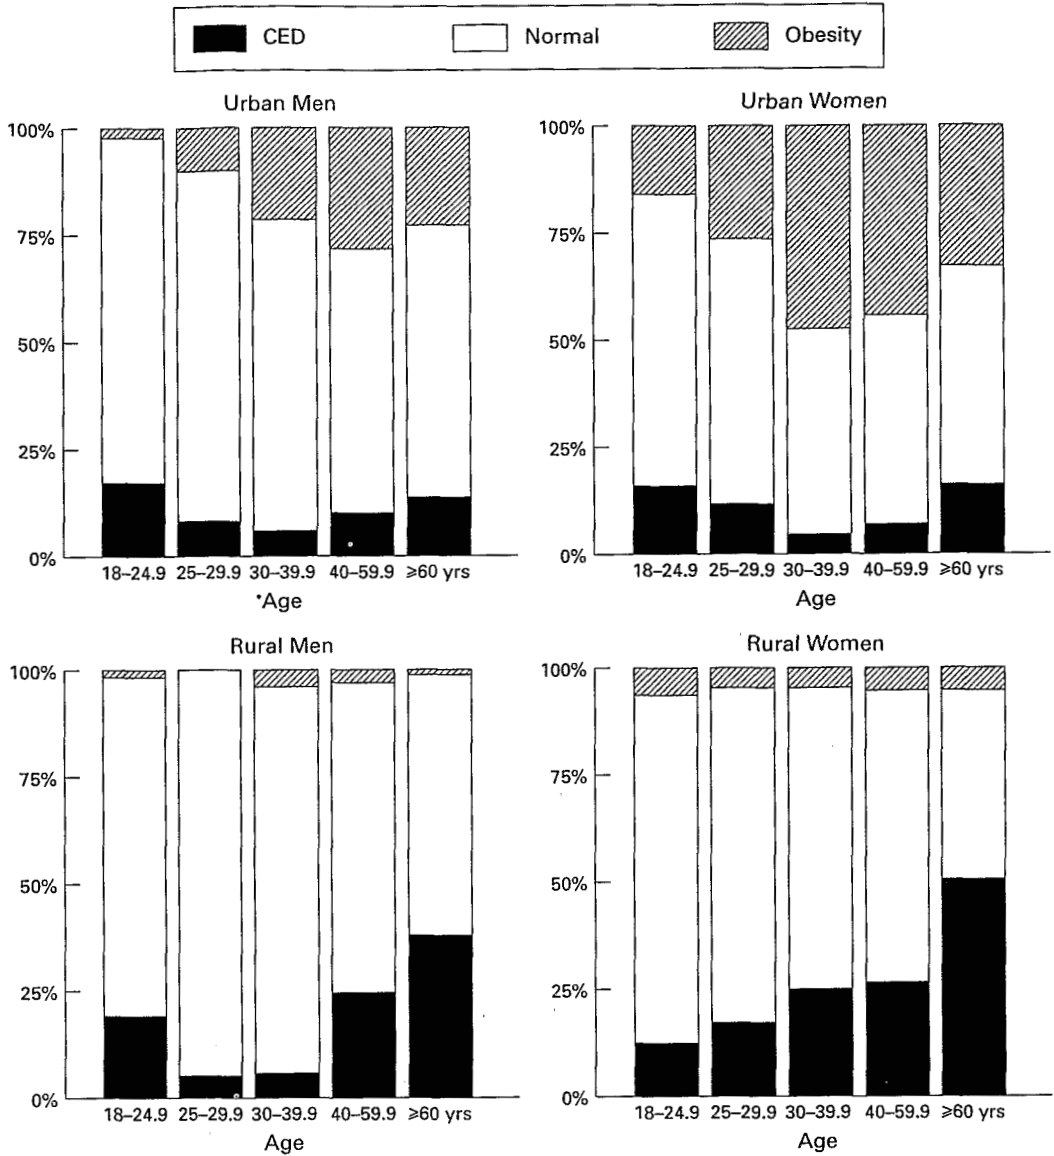 CED Normal Obesity
Urban Men
100%
75%
50%
25%
0%
18–24.9 25–29.9 30–39.9 40–59.9 ≥60 yrs
Age
Urban Women
100%
75%
50%
25%
0%
18–24.9 25–29.9 30–39.9 40–59.9 ≥60 yrs
Age
Rural Men
100%
75%
50%
25%
0%
18–24.9 25–29.9 30–39.9 40–59.9 ≥60 yrs
Age
Rural Women
100%
75%
50%
25%
0%
18–24.9 25–29.9 30–39.9 40–59.9 ≥60 yrs
Age